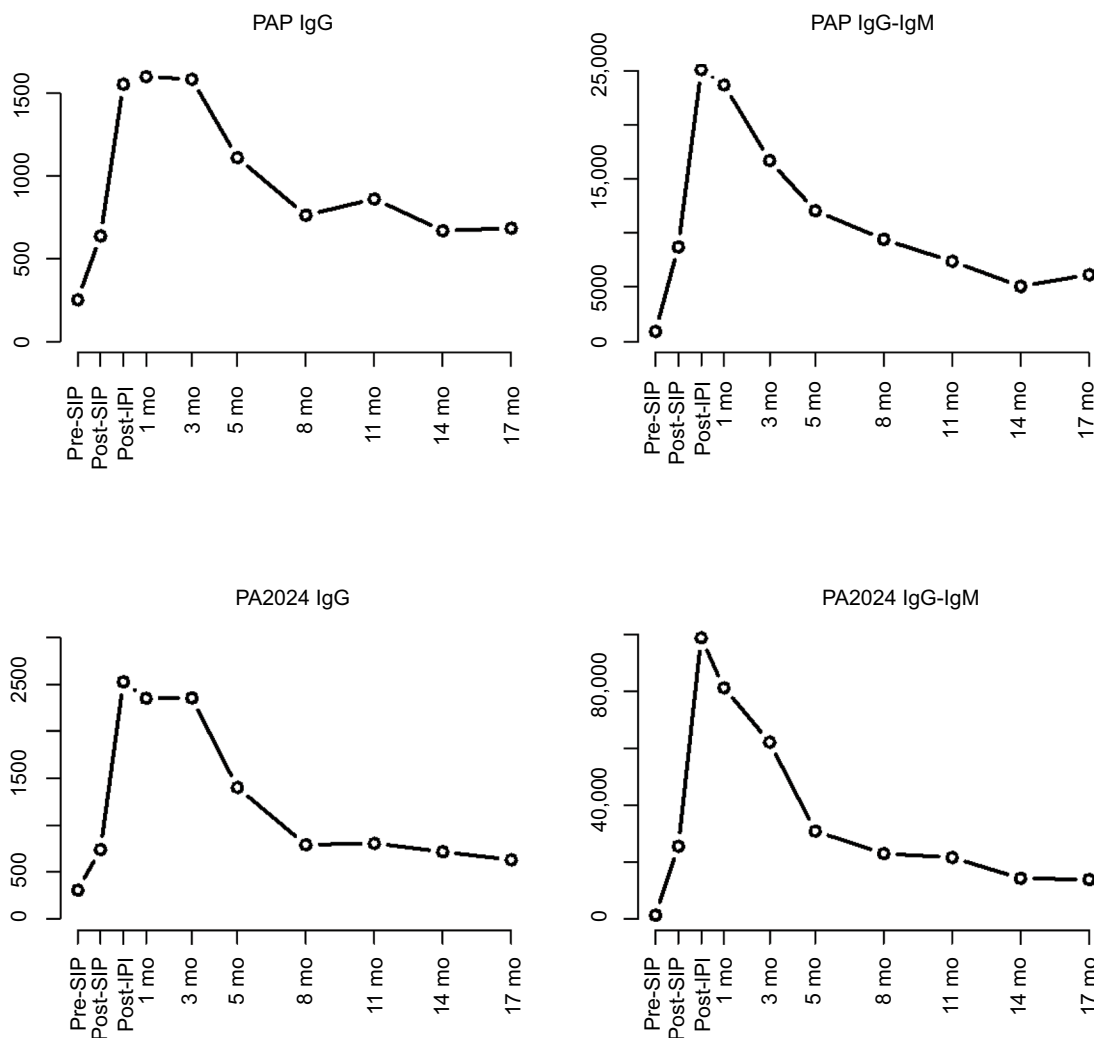 PAP IgG
1500
1000
500
0
Pre-SIP
Post-SIP
Post-IPI
1 mo
3 mo
5 mo
8 mo
11 mo
14 mo
17 mo
PAP IgG-IgM
25,000
15,000
5000
0
Pre-SIP
Post-SIP
Post-IPI
1 mo
3 mo
5 mo
8 mo
11 mo
14 mo
17 mo
PA2024 IgG
2500
1500
500
0
Pre-SIP
Post-SIP
Post-IPI
1 mo
3 mo
5 mo
8 mo
11 mo
14 mo
17 mo
PA2024 IgG-IgM
80,000
40,000
0
Pre-SIP
Post-SIP
Post-IPI
1 mo
3 mo
5 mo
8 mo
11 mo
14 mo
17 mo